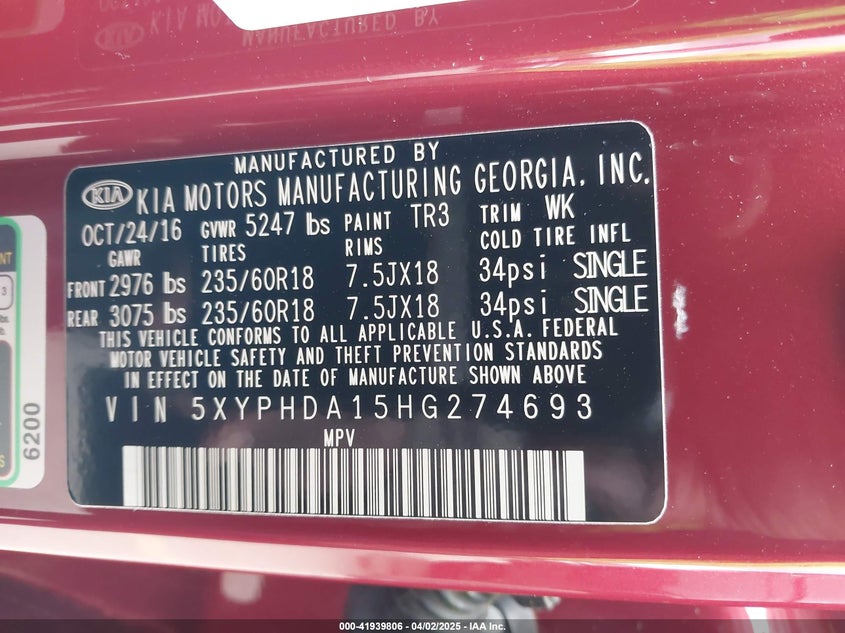 MANUFACTURED BY
KIA KIA MOTORS MANUFACTURING GEORGIA, INC.
OCT/24/16 GVWR 5247 lbs PAINT TR3 TRIM WK
GAWR TIRES RIMS COLD TIRE INFL
FRONT 2976 lbs 235/60R18 7.5JX18 34psi SINGLE
REAR 3075 lbs 235/60R18 7.5JX18 34psi SINGLE
THIS VEHICLE CONFORMS TO ALL APPLICABLE U.S.A. FEDERAL
MOTOR VEHICLE SAFETY AND THEFT PREVENTION STANDARDS
IN EFFECT ON THE DATE OF MANUFACTURE SHOWN ABOVE
VIN 5XYPHDA15HG274693
MPV
6200
000-41939806 - 04/02/2025 - IAA Inc.